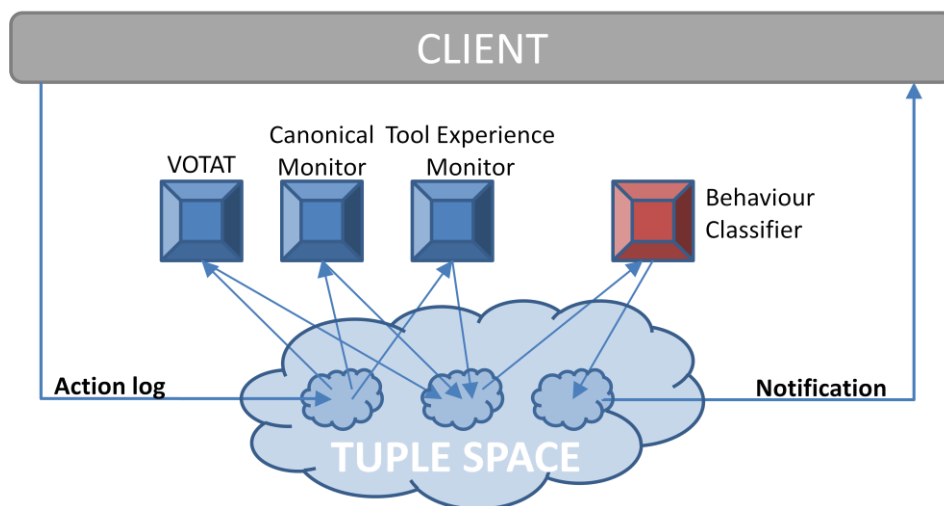 CLIENT
VOTAT
Canonical
Monitor
Tool Experience
Monitor
Behaviour
Classifier
Action log
Notification
TUPLE SPACE